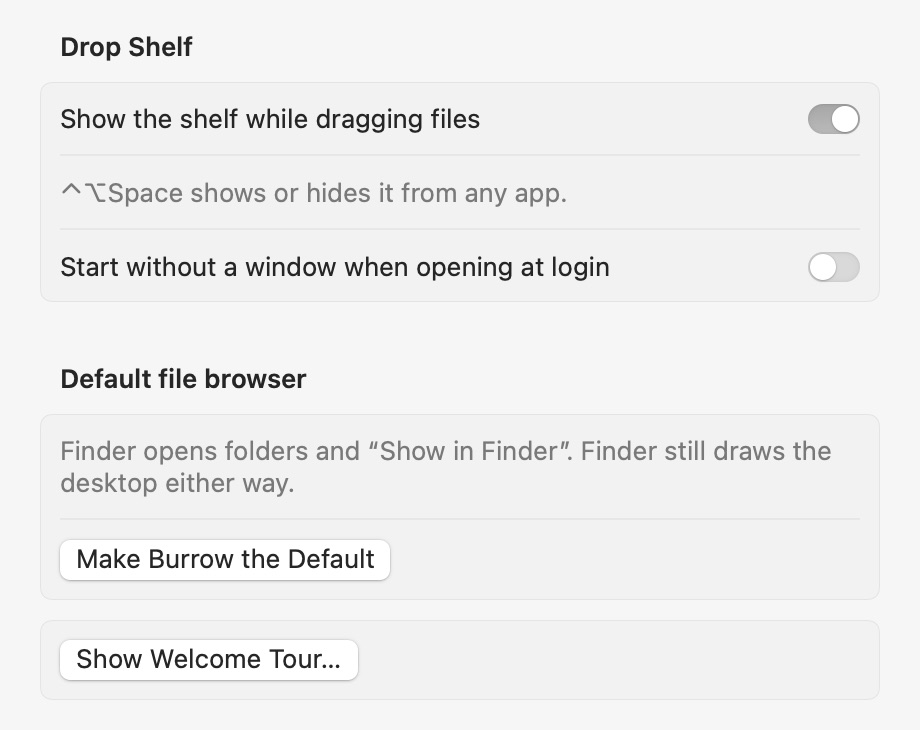 Drop Shelf
Show the shelf while dragging files
⌃⌥Space shows or hides it from any app.
Start without a window when opening at login
Default file browser
Finder opens folders and “Show in Finder”. Finder still draws the
desktop either way.
Make Burrow the Default
Show Welcome Tour...